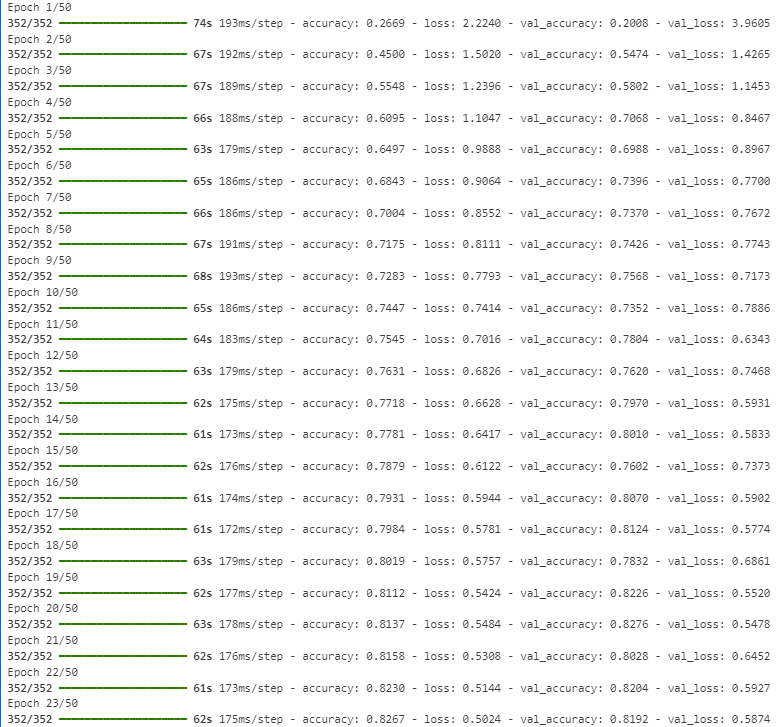 Epoch 1/50
352/352 ━━━━━━━━━━━━━━━━━━━━ 74s 193ms/step - accuracy: 0.2669 - loss: 2.2240 - val_accuracy: 0.2008 - val_loss: 3.9605
Epoch 2/50
352/352 ━━━━━━━━━━━━━━━━━━━━ 67s 192ms/step - accuracy: 0.4500 - loss: 1.5020 - val_accuracy: 0.5474 - val_loss: 1.4265
Epoch 3/50
352/352 ━━━━━━━━━━━━━━━━━━━━ 67s 189ms/step - accuracy: 0.5548 - loss: 1.2396 - val_accuracy: 0.5802 - val_loss: 1.1453
Epoch 4/50
352/352 ━━━━━━━━━━━━━━━━━━━━ 66s 188ms/step - accuracy: 0.6095 - loss: 1.1047 - val_accuracy: 0.7068 - val_loss: 0.8467
Epoch 5/50
352/352 ━━━━━━━━━━━━━━━━━━━━ 63s 179ms/step - accuracy: 0.6497 - loss: 0.9888 - val_accuracy: 0.6988 - val_loss: 0.8967
Epoch 6/50
352/352 ━━━━━━━━━━━━━━━━━━━━ 65s 186ms/step - accuracy: 0.6843 - loss: 0.9064 - val_accuracy: 0.7396 - val_loss: 0.7700
Epoch 7/50
352/352 ━━━━━━━━━━━━━━━━━━━━ 66s 186ms/step - accuracy: 0.7004 - loss: 0.8552 - val_accuracy: 0.7370 - val_loss: 0.7672
Epoch 8/50
352/352 ━━━━━━━━━━━━━━━━━━━━ 67s 191ms/step - accuracy: 0.7175 - loss: 0.8111 - val_accuracy: 0.7426 - val_loss: 0.7743
Epoch 9/50
352/352 ━━━━━━━━━━━━━━━━━━━━ 68s 193ms/step - accuracy: 0.7283 - loss: 0.7793 - val_accuracy: 0.7568 - val_loss: 0.7173
Epoch 10/50
352/352 ━━━━━━━━━━━━━━━━━━━━ 65s 186ms/step - accuracy: 0.7447 - loss: 0.7414 - val_accuracy: 0.7352 - val_loss: 0.7886
Epoch 11/50
352/352 ━━━━━━━━━━━━━━━━━━━━ 64s 183ms/step - accuracy: 0.7545 - loss: 0.7016 - val_accuracy: 0.7804 - val_loss: 0.6343
Epoch 12/50
352/352 ━━━━━━━━━━━━━━━━━━━━ 63s 179ms/step - accuracy: 0.7631 - loss: 0.6826 - val_accuracy: 0.7620 - val_loss: 0.7468
Epoch 13/50
352/352 ━━━━━━━━━━━━━━━━━━━━ 62s 175ms/step - accuracy: 0.7718 - loss: 0.6628 - val_accuracy: 0.7970 - val_loss: 0.5931
Epoch 14/50
352/352 ━━━━━━━━━━━━━━━━━━━━ 61s 173ms/step - accuracy: 0.7781 - loss: 0.6417 - val_accuracy: 0.8010 - val_loss: 0.5833
Epoch 15/50
352/352 ━━━━━━━━━━━━━━━━━━━━ 62s 176ms/step - accuracy: 0.7879 - loss: 0.6122 - val_accuracy: 0.7602 - val_loss: 0.7373
Epoch 16/50
352/352 ━━━━━━━━━━━━━━━━━━━━ 61s 174ms/step - accuracy: 0.7931 - loss: 0.5944 - val_accuracy: 0.8070 - val_loss: 0.5902
Epoch 17/50
352/352 ━━━━━━━━━━━━━━━━━━━━ 61s 172ms/step - accuracy: 0.7984 - loss: 0.5781 - val_accuracy: 0.8124 - val_loss: 0.5774
Epoch 18/50
352/352 ━━━━━━━━━━━━━━━━━━━━ 63s 179ms/step - accuracy: 0.8019 - loss: 0.5757 - val_accuracy: 0.7832 - val_loss: 0.6861
Epoch 19/50
352/352 ━━━━━━━━━━━━━━━━━━━━ 62s 177ms/step - accuracy: 0.8112 - loss: 0.5424 - val_accuracy: 0.8226 - val_loss: 0.5520
Epoch 20/50
352/352 ━━━━━━━━━━━━━━━━━━━━ 63s 178ms/step - accuracy: 0.8137 - loss: 0.5484 - val_accuracy: 0.8276 - val_loss: 0.5478
Epoch 21/50
352/352 ━━━━━━━━━━━━━━━━━━━━ 62s 176ms/step - accuracy: 0.8158 - loss: 0.5308 - val_accuracy: 0.8028 - val_loss: 0.6452
Epoch 22/50
352/352 ━━━━━━━━━━━━━━━━━━━━ 61s 173ms/step - accuracy: 0.8230 - loss: 0.5144 - val_accuracy: 0.8204 - val_loss: 0.5927
Epoch 23/50
352/352 ━━━━━━━━━━━━━━━━━━━━ 62s 175ms/step - accuracy: 0.8267 - loss: 0.5024 - val_accuracy: 0.8192 - val_loss: 0.5874